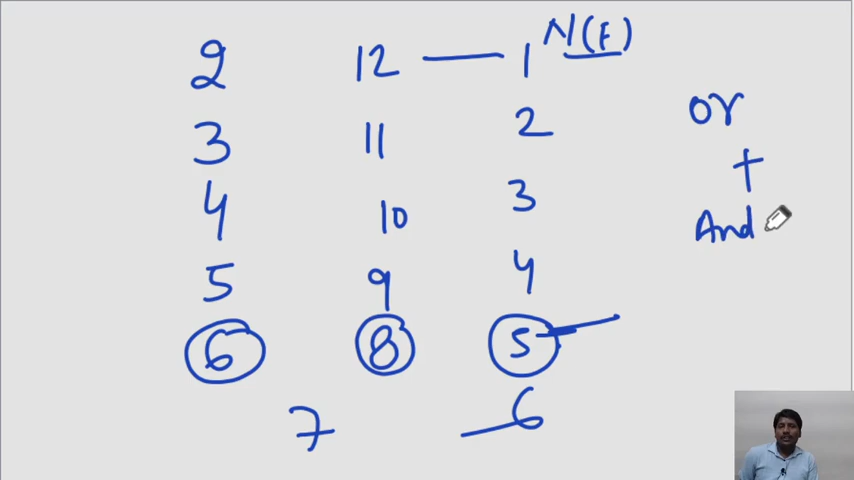 2 12 — 1 N(E)
3 11 2 or
+
4 10 3 And
5 9 4
6 8 5
7 6